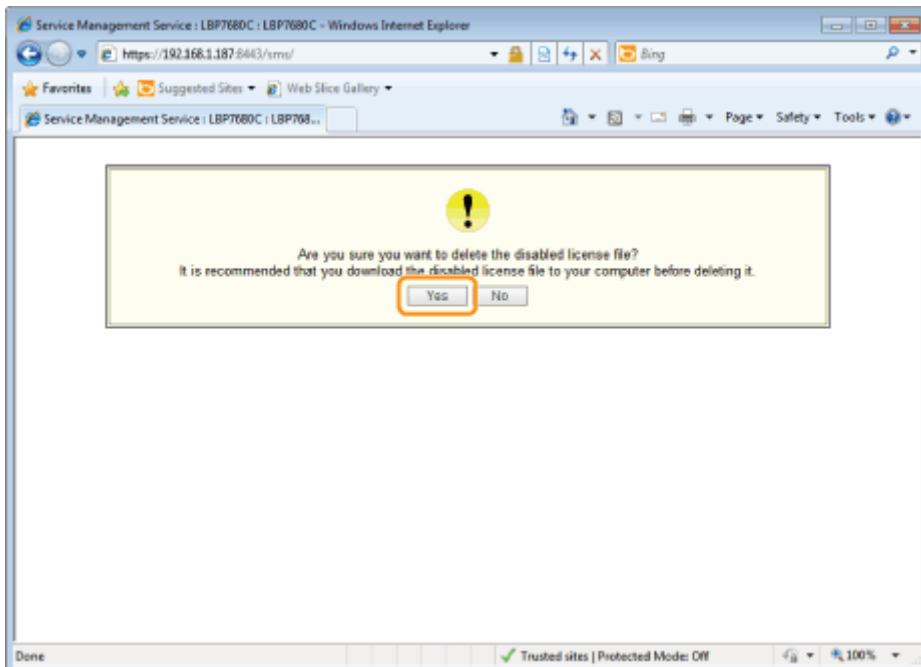 Service Management Service : LBP7680C : LBP7680C - Windows Internet Explorer
https://192.168.1.187:8443/sms/
Bing
Favorites Suggested Sites Web Slice Gallery
Service Management Service : LBP7680C : LBP768...
Page Safety Tools
Are you sure you want to delete the disabled license file?
It is recommended that you download the disabled license file to your computer before deleting it.
Yes No
Done Trusted sites | Protected Mode: Off 100%